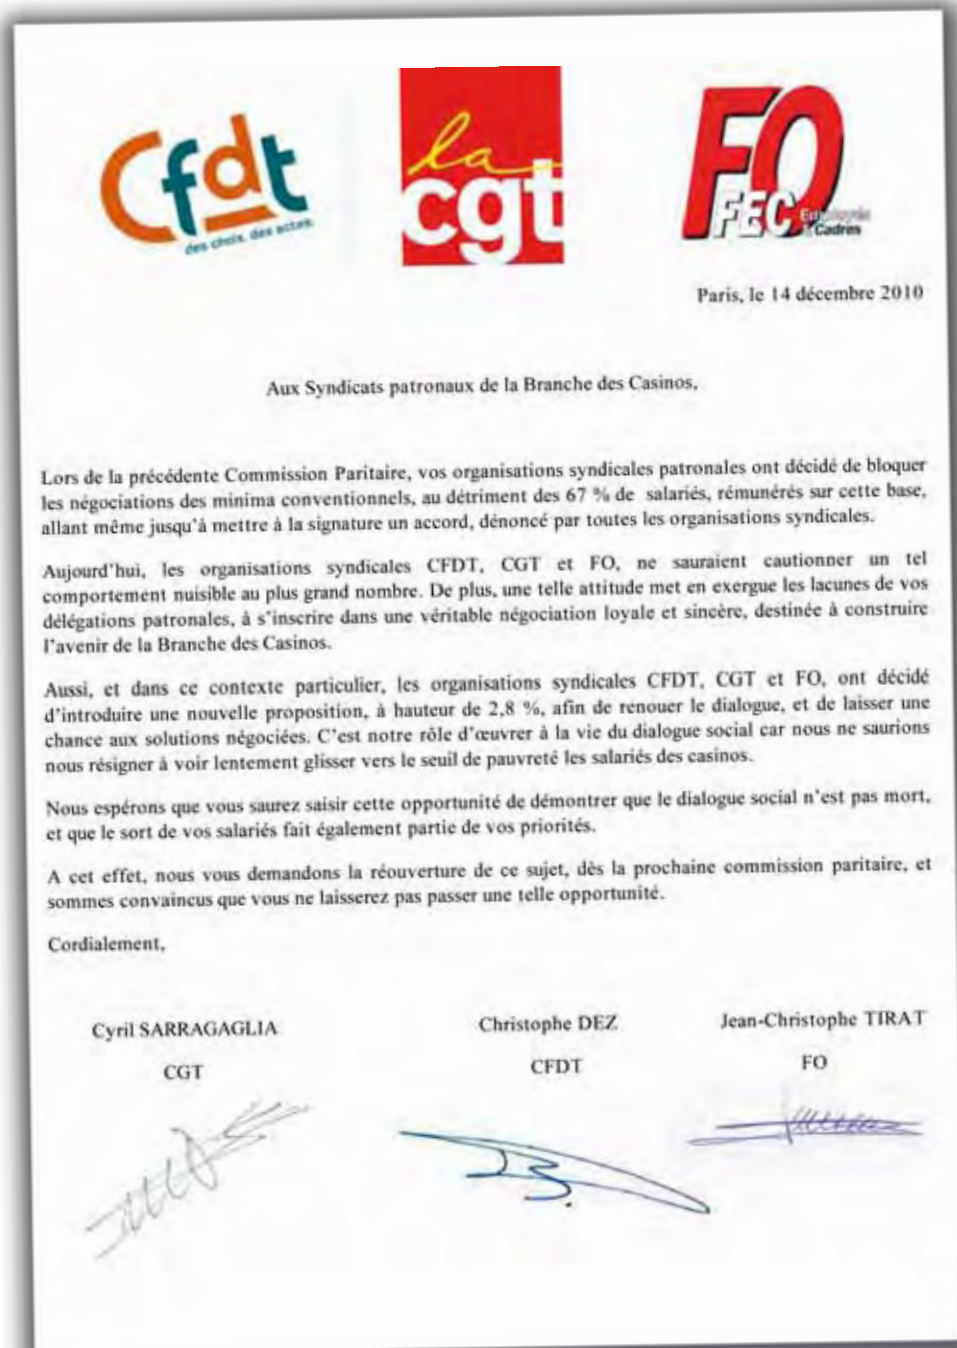 Cfdt
des choix, des actes.
la
cgt
FO
FEC Employés
Cadres
Paris, le 14 décembre 2010
Aux Syndicats patronaux de la Branche des Casinos,
Lors de la précédente Commission Paritaire, vos organisations syndicales patronales ont décidé de bloquer
les négociations des minima conventionnels, au détriment des 67 % de salariés, rémunérés sur cette base,
allant même jusqu'à mettre à la signature un accord, dénoncé par toutes les organisations syndicales.
Aujourd'hui, les organisations syndicales CFDT, CGT et FO, ne sauraient cautionner un tel
comportement nuisible au plus grand nombre. De plus, une telle attitude met en exergue les lacunes de vos
délégations patronales, à s'inscrire dans une véritable négociation loyale et sincère, destinée à construire
l'avenir de la Branche des Casinos.
Aussi, et dans ce contexte particulier, les organisations syndicales CFDT, CGT et FO, ont décidé
d'introduire une nouvelle proposition, à hauteur de 2,8 %, afin de renouer le dialogue, et de laisser une
chance aux solutions négociées. C'est notre rôle d'œuvrer à la vie du dialogue social car nous ne saurions
nous résigner à voir lentement glisser vers le seuil de pauvreté les salariés des casinos.
Nous espérons que vous saurez saisir cette opportunité de démontrer que le dialogue social n'est pas mort,
et que le sort de vos salariés fait également partie de vos priorités.
A cet effet, nous vous demandons la réouverture de ce sujet, dès la prochaine commission paritaire, et
sommes convaincus que vous ne laisserez pas passer une telle opportunité.
Cordialement,
Cyril SARRAGAGLIA Christophe DEZ Jean-Christophe TIRAT
CGT CFDT FO